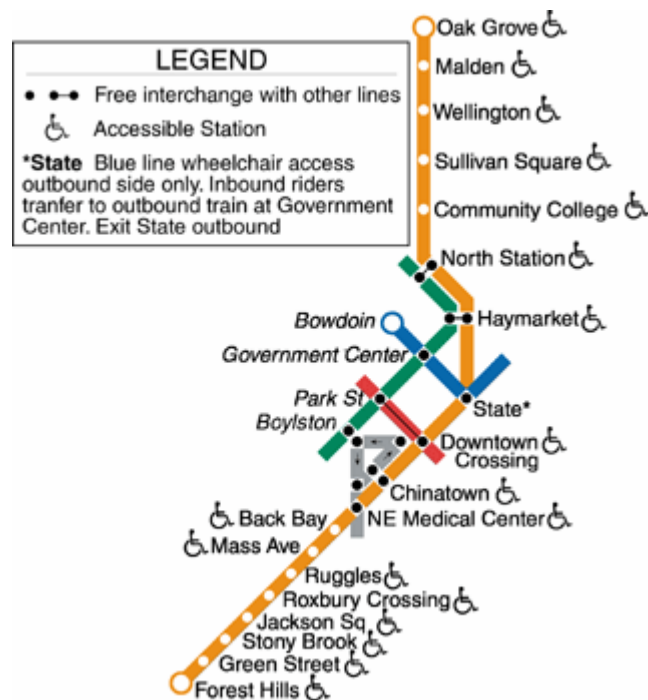 LEGEND
Free interchange with other lines
Accessible Station
*State Blue line wheelchair access
outbound side only. Inbound riders
tranfer to outbound train at Government
Center. Exit State outbound
Oak Grove
Malden
Wellington
Sullivan Square
Community College
North Station
Bowdoin
Haymarket
Government Center
Park St
State*
Boylston
Downtown
Crossing
Chinatown
Back Bay
NE Medical Center
Mass Ave
Ruggles
Roxbury Crossing
Jackson Sq
Stony Brook
Green Street
Forest Hills